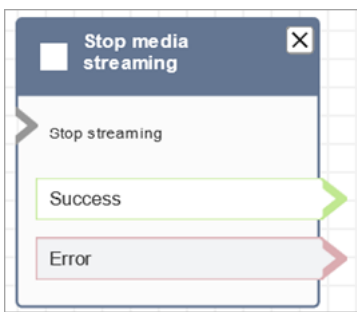 Stop media
streaming
Stop streaming
Success
Error